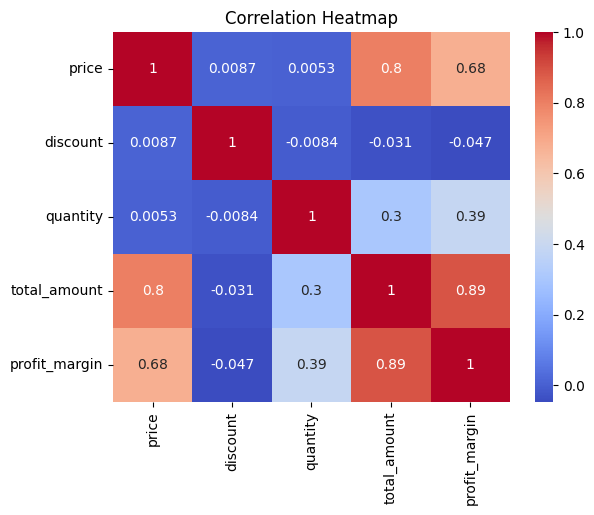 Correlation Heatmap
price 1 0.0087 0.0053 0.8 0.68
discount 0.0087 1 -0.0084 -0.031 -0.047
quantity 0.0053 -0.0084 1 0.3 0.39
total_amount 0.8 -0.031 0.3 1 0.89
profit_margin 0.68 -0.047 0.39 0.89 1
price discount quantity total_amount profit_margin
1.0
0.8
0.6
0.4
0.2
0.0